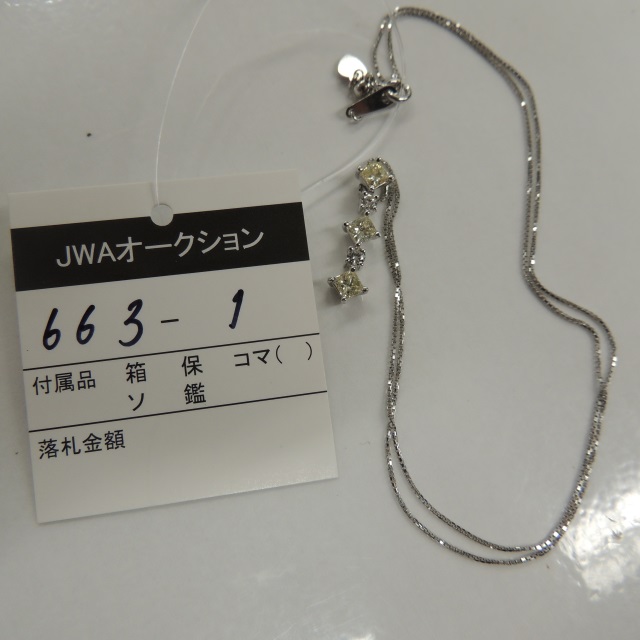 JWAオークション
663-1
付属品 箱 保 コマ( )
ソ 鑑
落札金額